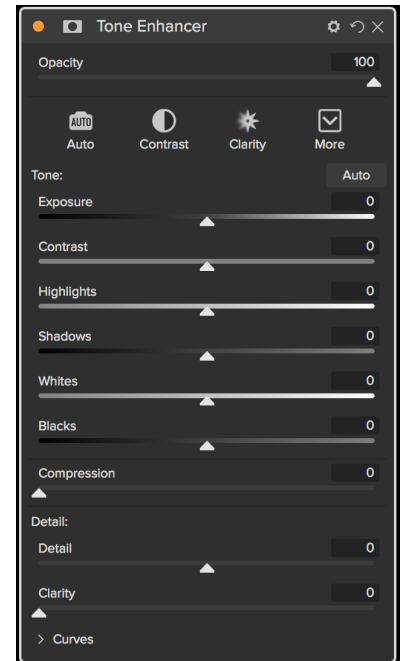 Tone Enhancer
Opacity 100
AUTO
Auto Contrast Clarity More
Tone: Auto
Exposure 0
Contrast 0
Highlights 0
Shadows 0
Whites 0
Blacks 0
Compression 0
Detail:
Detail 0
Clarity 0
> Curves